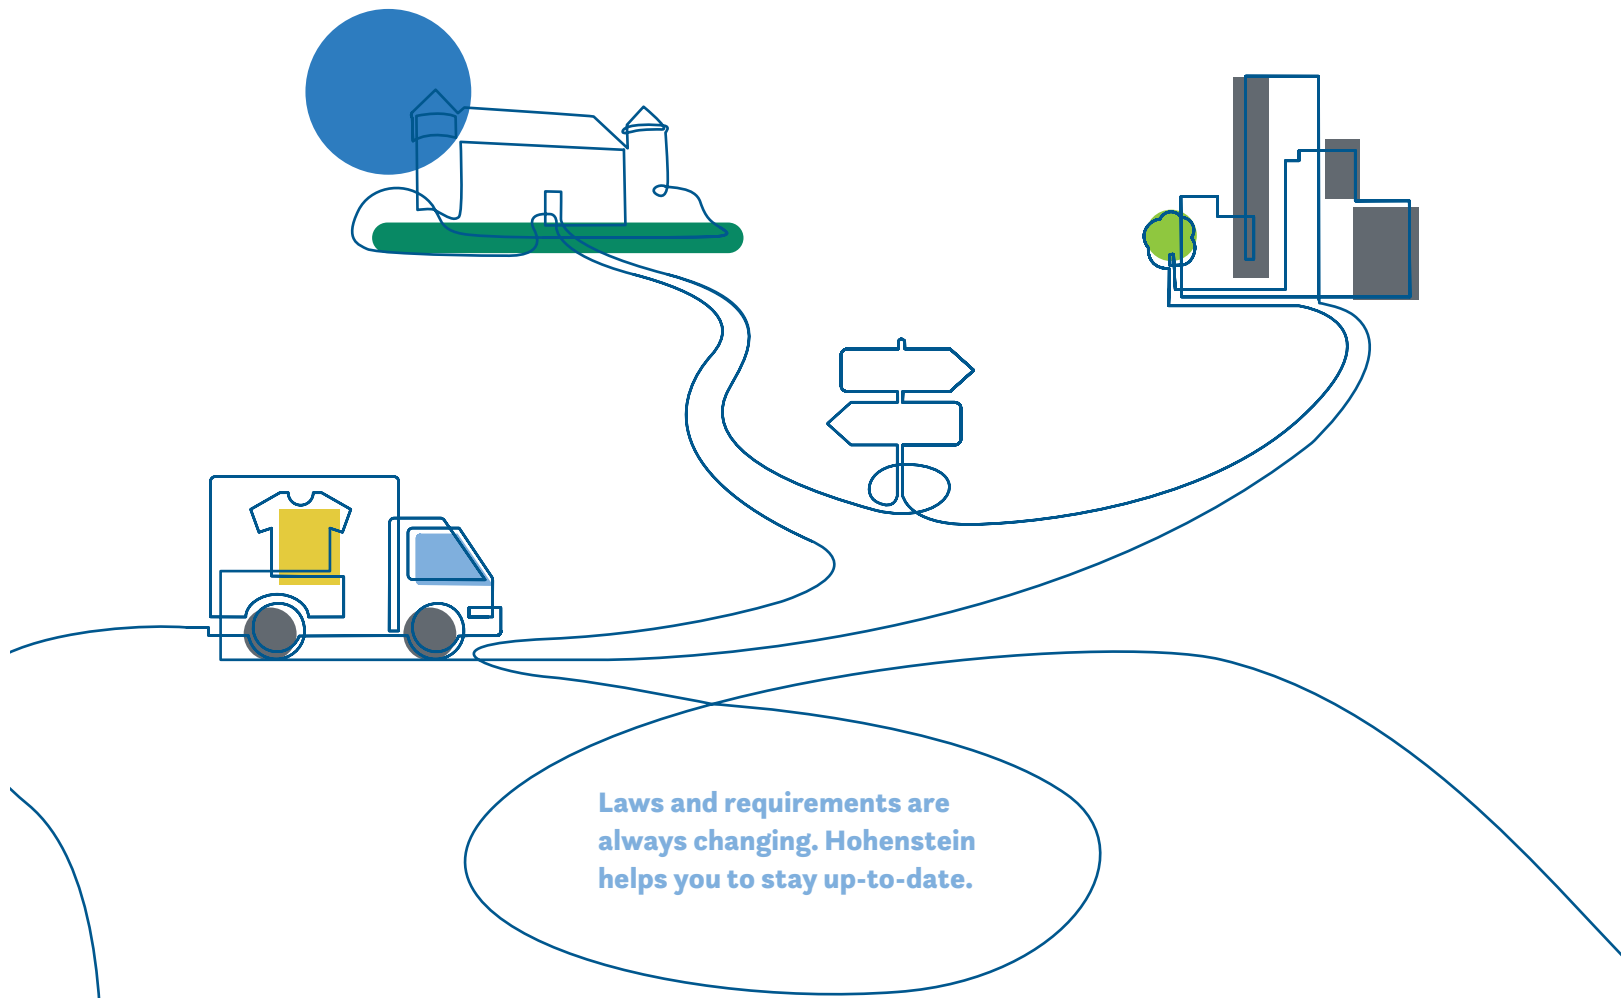 Laws and requirements are
always changing. Hohenstein
helps you to stay up-to-date.